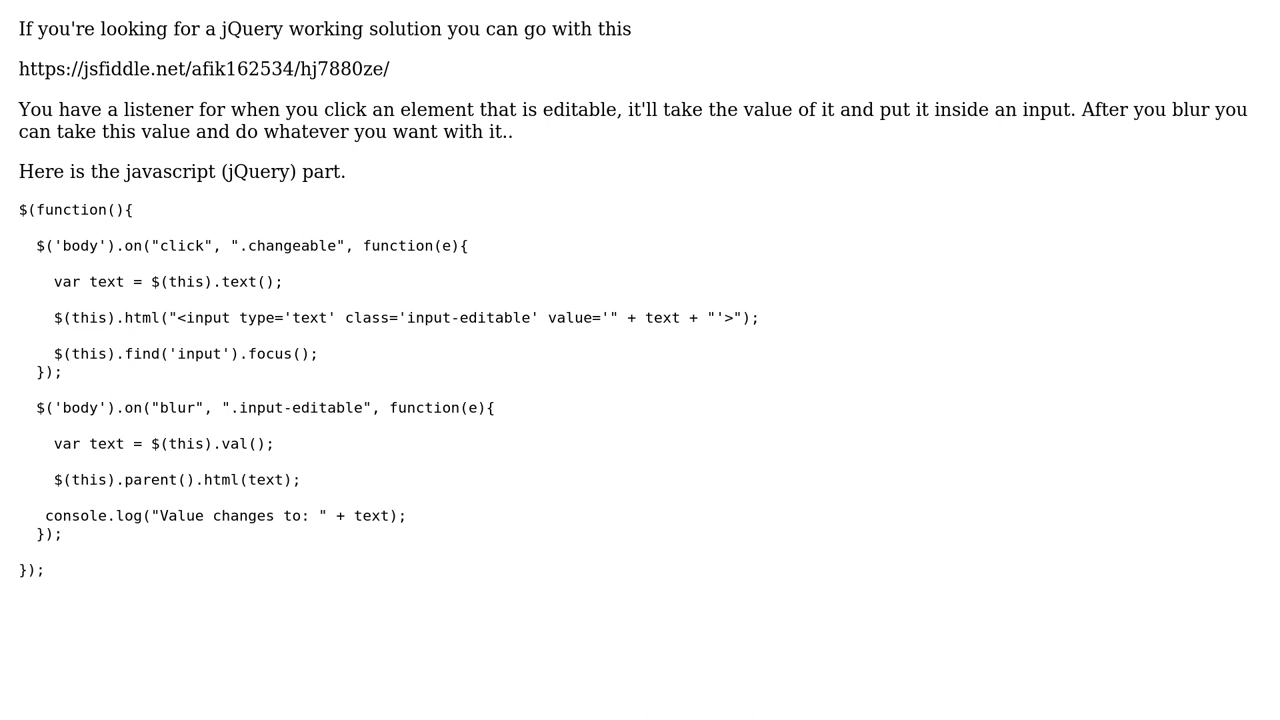 If you're looking for a jQuery working solution you can go with this
https://jsfiddle.net/afik162534/hj7880ze/
You have a listener for when you click an element that is editable, it'll take the value of it and put it inside an input. After you blur you
can take this value and do whatever you want with it..
Here is the javascript (jQuery) part.
$(function(){
  $('body').on("click", ".changeable", function(e){
    var text = $(this).text();
    $(this).html("<input type='text' class='input-editable' value='" + text + "'>");
    $(this).find('input').focus();
  });
  $('body').on("blur", ".input-editable", function(e){
    var text = $(this).val();
    $(this).parent().html(text);
   console.log("Value changes to: " + text);
  });
});